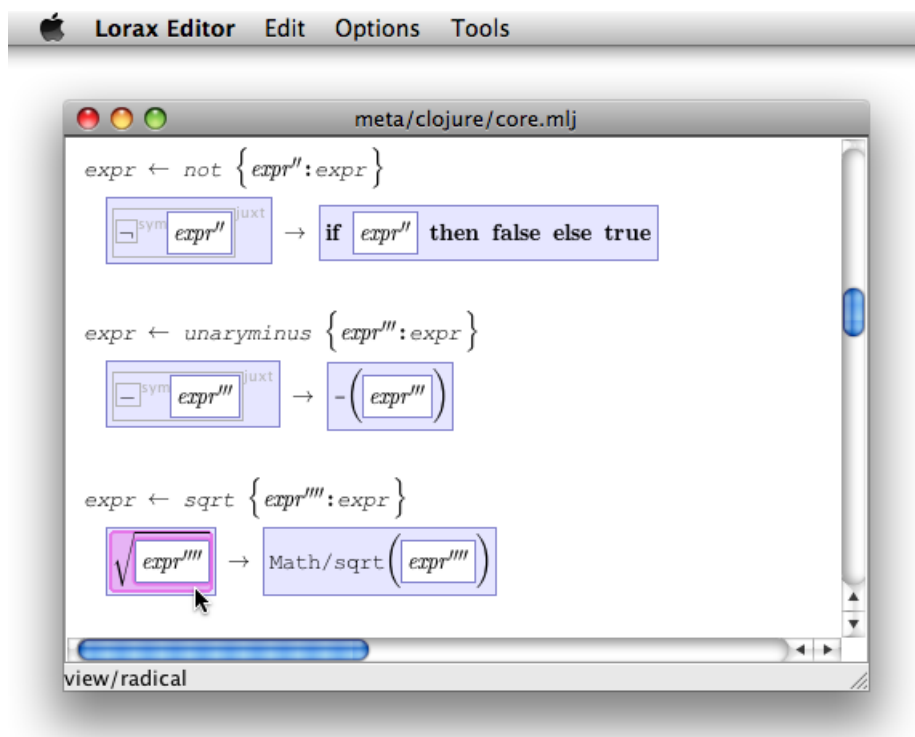 Lorax Editor Edit Options Tools
meta/clojure/core.mlj
expr ← not {expr′′:expr}
¬ sym expr′′ juxt → if expr′′ then false else true
expr ← unaryminus {expr′′′:expr}
− sym expr′′′ juxt → -(expr′′′)
expr ← sqrt {expr′′′′:expr}
√expr′′′′ → Math/sqrt(expr′′′′)
view/radical